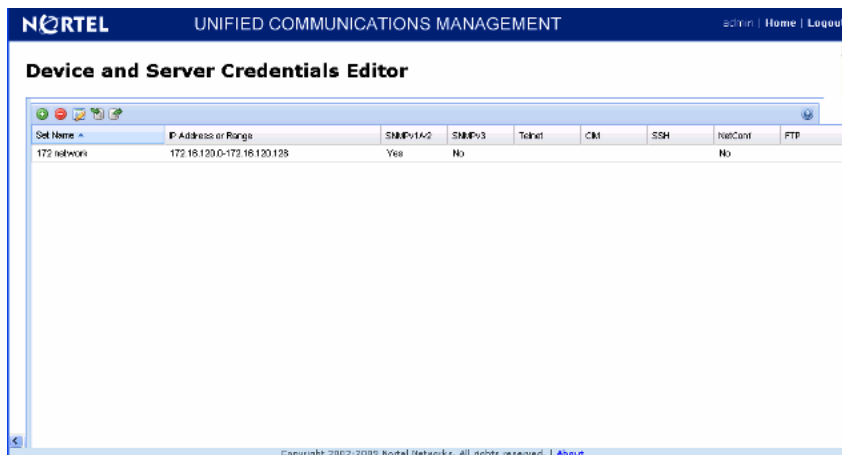 NORTEL UNIFIED COMMUNICATIONS MANAGEMENT admin | Home | Logout
Device and Server Credentials Editor
Set Name IP Address or Range SNMPv1/v2 SNMPv3 Telnet CIM SSH NetConf FTP
172 network 172.16.120.0-172.16.120.126 Yes No No
Copyright 2002-2009 Nortel Networks. All rights reserved. | About